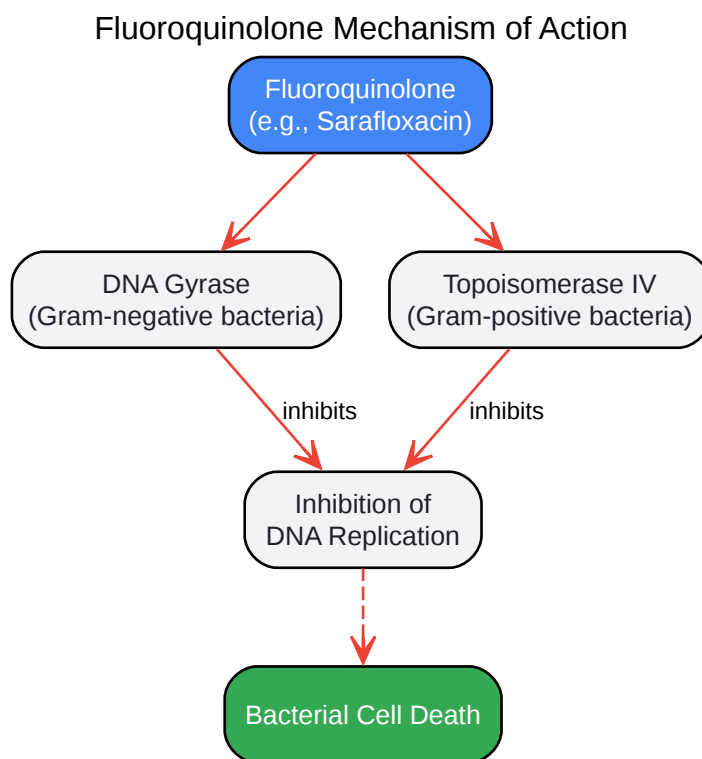 Fluoroquinolone Mechanism of Action
Fluoroquinolone
(e.g., Sarafloxacin)
DNA Gyrase
(Gram-negative bacteria)
Topoisomerase IV
(Gram-positive bacteria)
inhibits
inhibits
Inhibition of
DNA Replication
Bacterial Cell Death